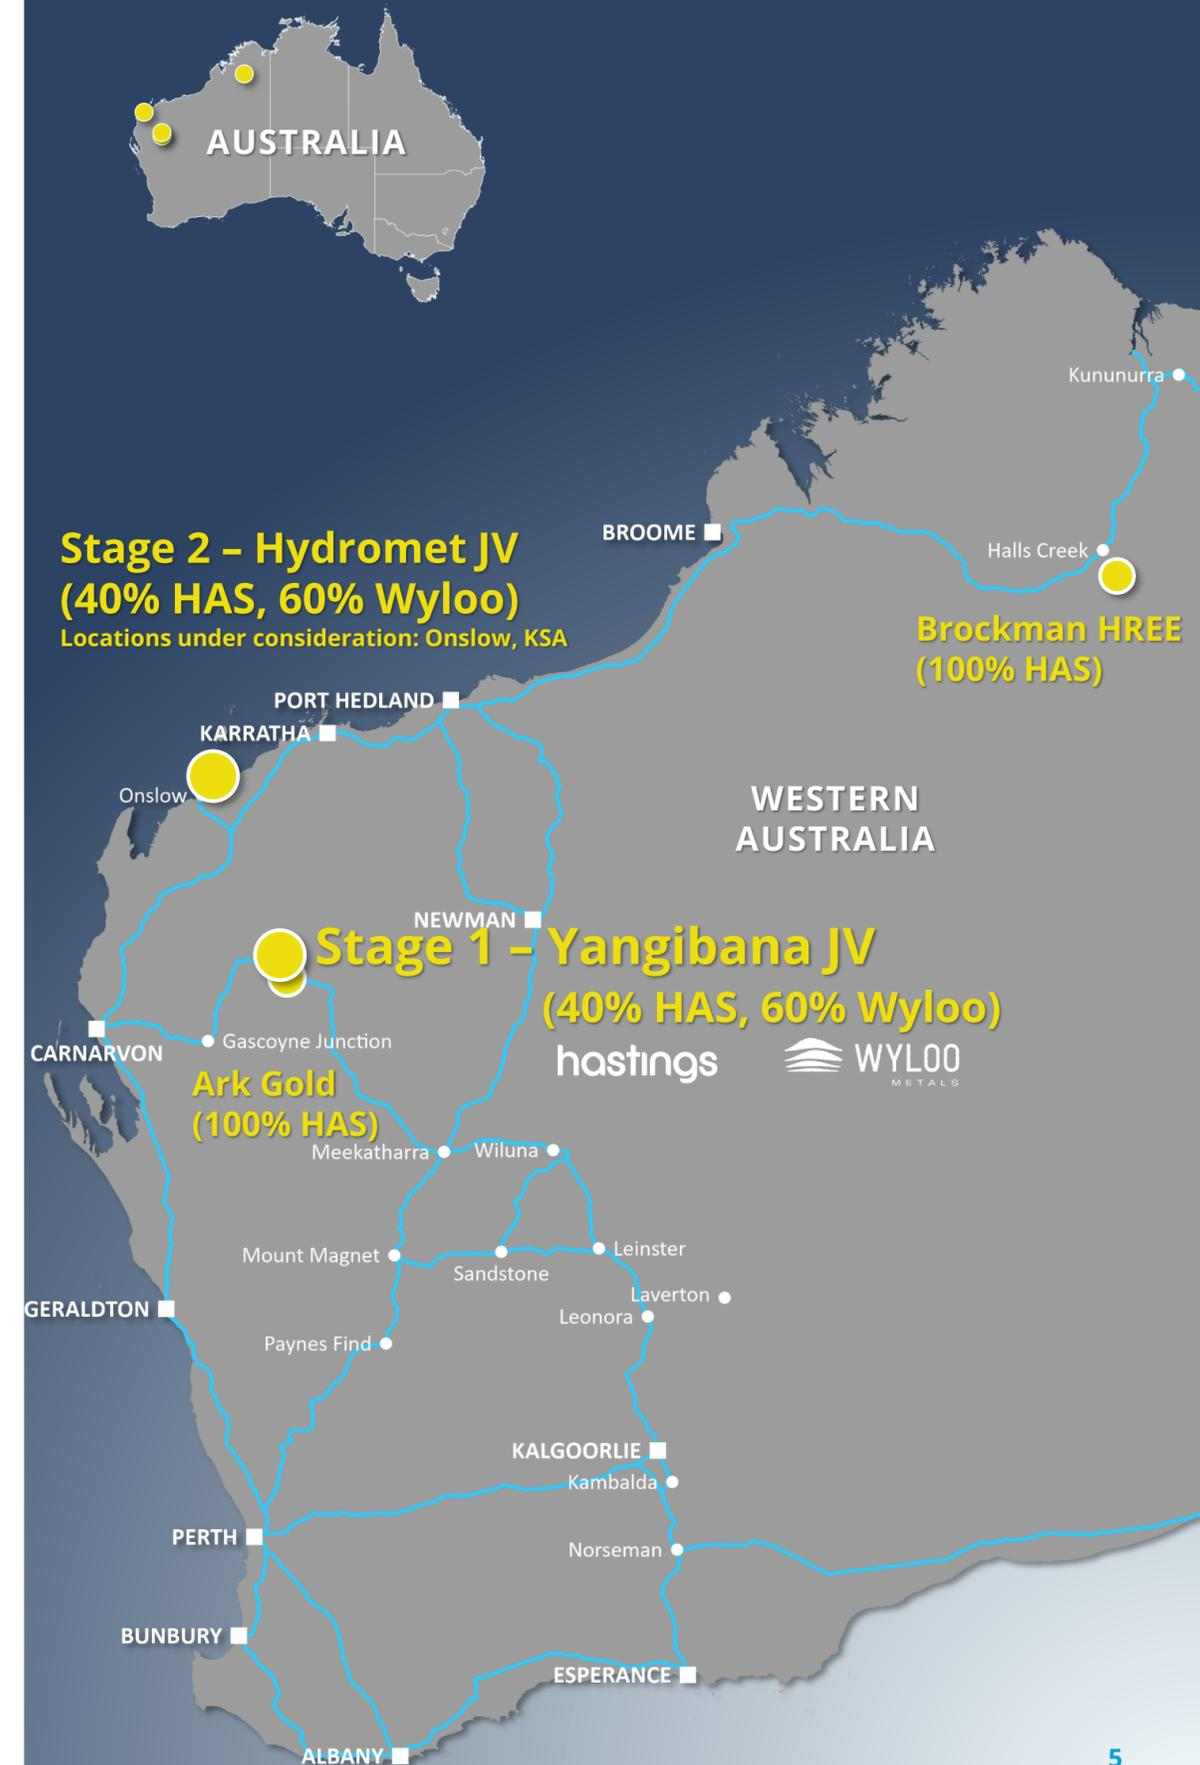 AUSTRALIA
Kununurra
BROOME
Halls Creek
Stage 2 – Hydromet JV
(40% HAS, 60% Wyloo)
Locations under consideration: Onslow, KSA
Brockman HREE
(100% HAS)
PORT HEDLAND
KARRATHA
Onslow
WESTERN
AUSTRALIA
NEWMAN
Stage 1 – Yangibana JV
(40% HAS, 60% Wyloo)
hastings
WYLOO
METALS
CARNARVON
Gascoyne Junction
Ark Gold
(100% HAS)
Meekatharra
Wiluna
Mount Magnet
Sandstone
Leinster
Laverton
Leonora
GERALDTON
Paynes Find
KALGOORLIE
Kambalda
PERTH
Norseman
BUNBURY
ESPERANCE
ALBANY
5